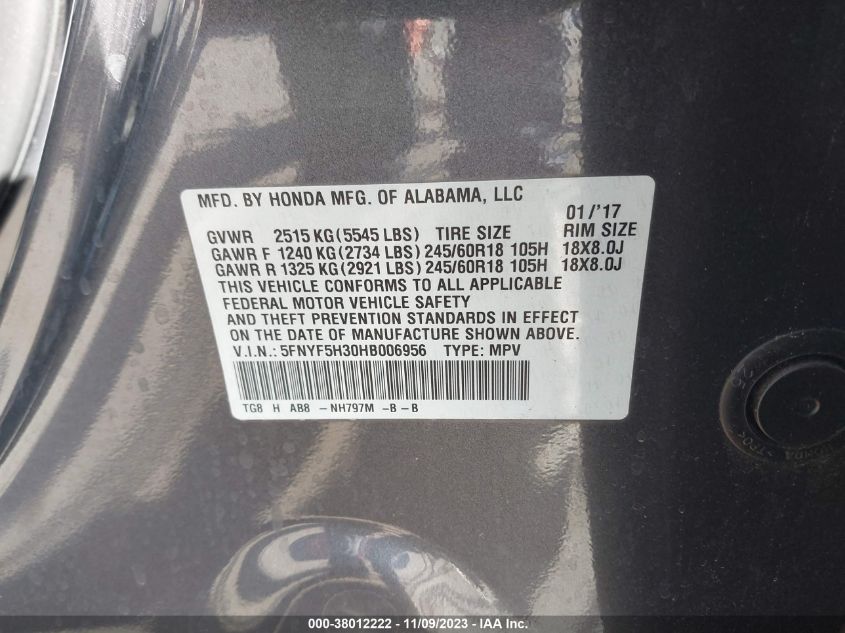 MFD. BY HONDA MFG. OF ALABAMA, LLC
01/'17
GVWR 2515 KG (5545 LBS) TIRE SIZE RIM SIZE
GAWR F 1240 KG (2734 LBS) 245/60R18 105H 18X8.0J
GAWR R 1325 KG (2921 LBS) 245/60R18 105H 18X8.0J
THIS VEHICLE CONFORMS TO ALL APPLICABLE
FEDERAL MOTOR VEHICLE SAFETY
AND THEFT PREVENTION STANDARDS IN EFFECT
ON THE DATE OF MANUFACTURE SHOWN ABOVE.
V.I.N.: 5FNYF5H30HB006956 TYPE: MPV
TG8 H AB8 - NH797M - B - B
25
000-38012222 - 11/09/2023 - IAA Inc.